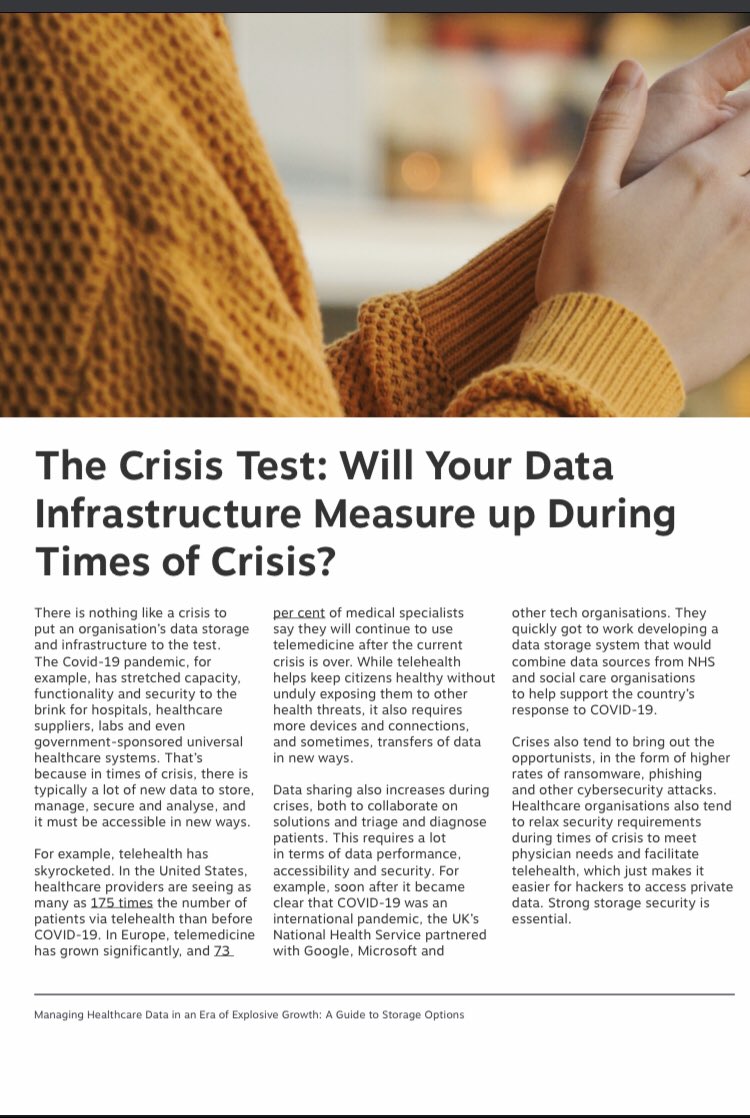 The Crisis Test: Will Your Data
Infrastructure Measure up During
Times of Crisis?
There is nothing like a crisis to
put an organisation's data storage
and infrastructure to the test.
The Covid-19 pandemic, for
example, has stretched capacity,
functionality and security to the
brink for hospitals, healthcare
suppliers, labs and even
government-sponsored universal
healthcare systems. That's
because in times of crisis, there is
typically a lot of new data to store,
manage, secure and analyse, and
it must be accessible in new ways.
For example, telehealth has
skyrocketed. In the United States,
healthcare providers are seeing as
many as 175 times the number of
patients via telehealth than before
COVID-19. In Europe, telemedicine
has grown significantly, and 73
per cent of medical specialists
say they will continue to use
telemedicine after the current
crisis is over. While telehealth
helps keep citizens healthy without
unduly exposing them to other
health threats, it also requires
more devices and connections,
and sometimes, transfers of data
in new ways.
Data sharing also increases during
crises, both to collaborate on
solutions and triage and diagnose
patients. This requires a lot
in terms of data performance,
accessibility and security. For
example, soon after it became
clear that COVID-19 was an
international pandemic, the UK's
National Health Service partnered
with Google, Microsoft and
other tech organisations. They
quickly got to work developing a
data storage system that would
combine data sources from NHS
and social care organisations
to help support the country's
response to COVID-19.
Crises also tend to bring out the
opportunists, in the form of higher
rates of ransomware, phishing
and other cybersecurity attacks.
Healthcare organisations also tend
to relax security requirements
during times of crisis to meet
physician needs and facilitate
telehealth, which just makes it
easier for hackers to access private
data. Strong storage security is
essential.
Managing Healthcare Data in an Era of Explosive Growth: A Guide to Storage Options